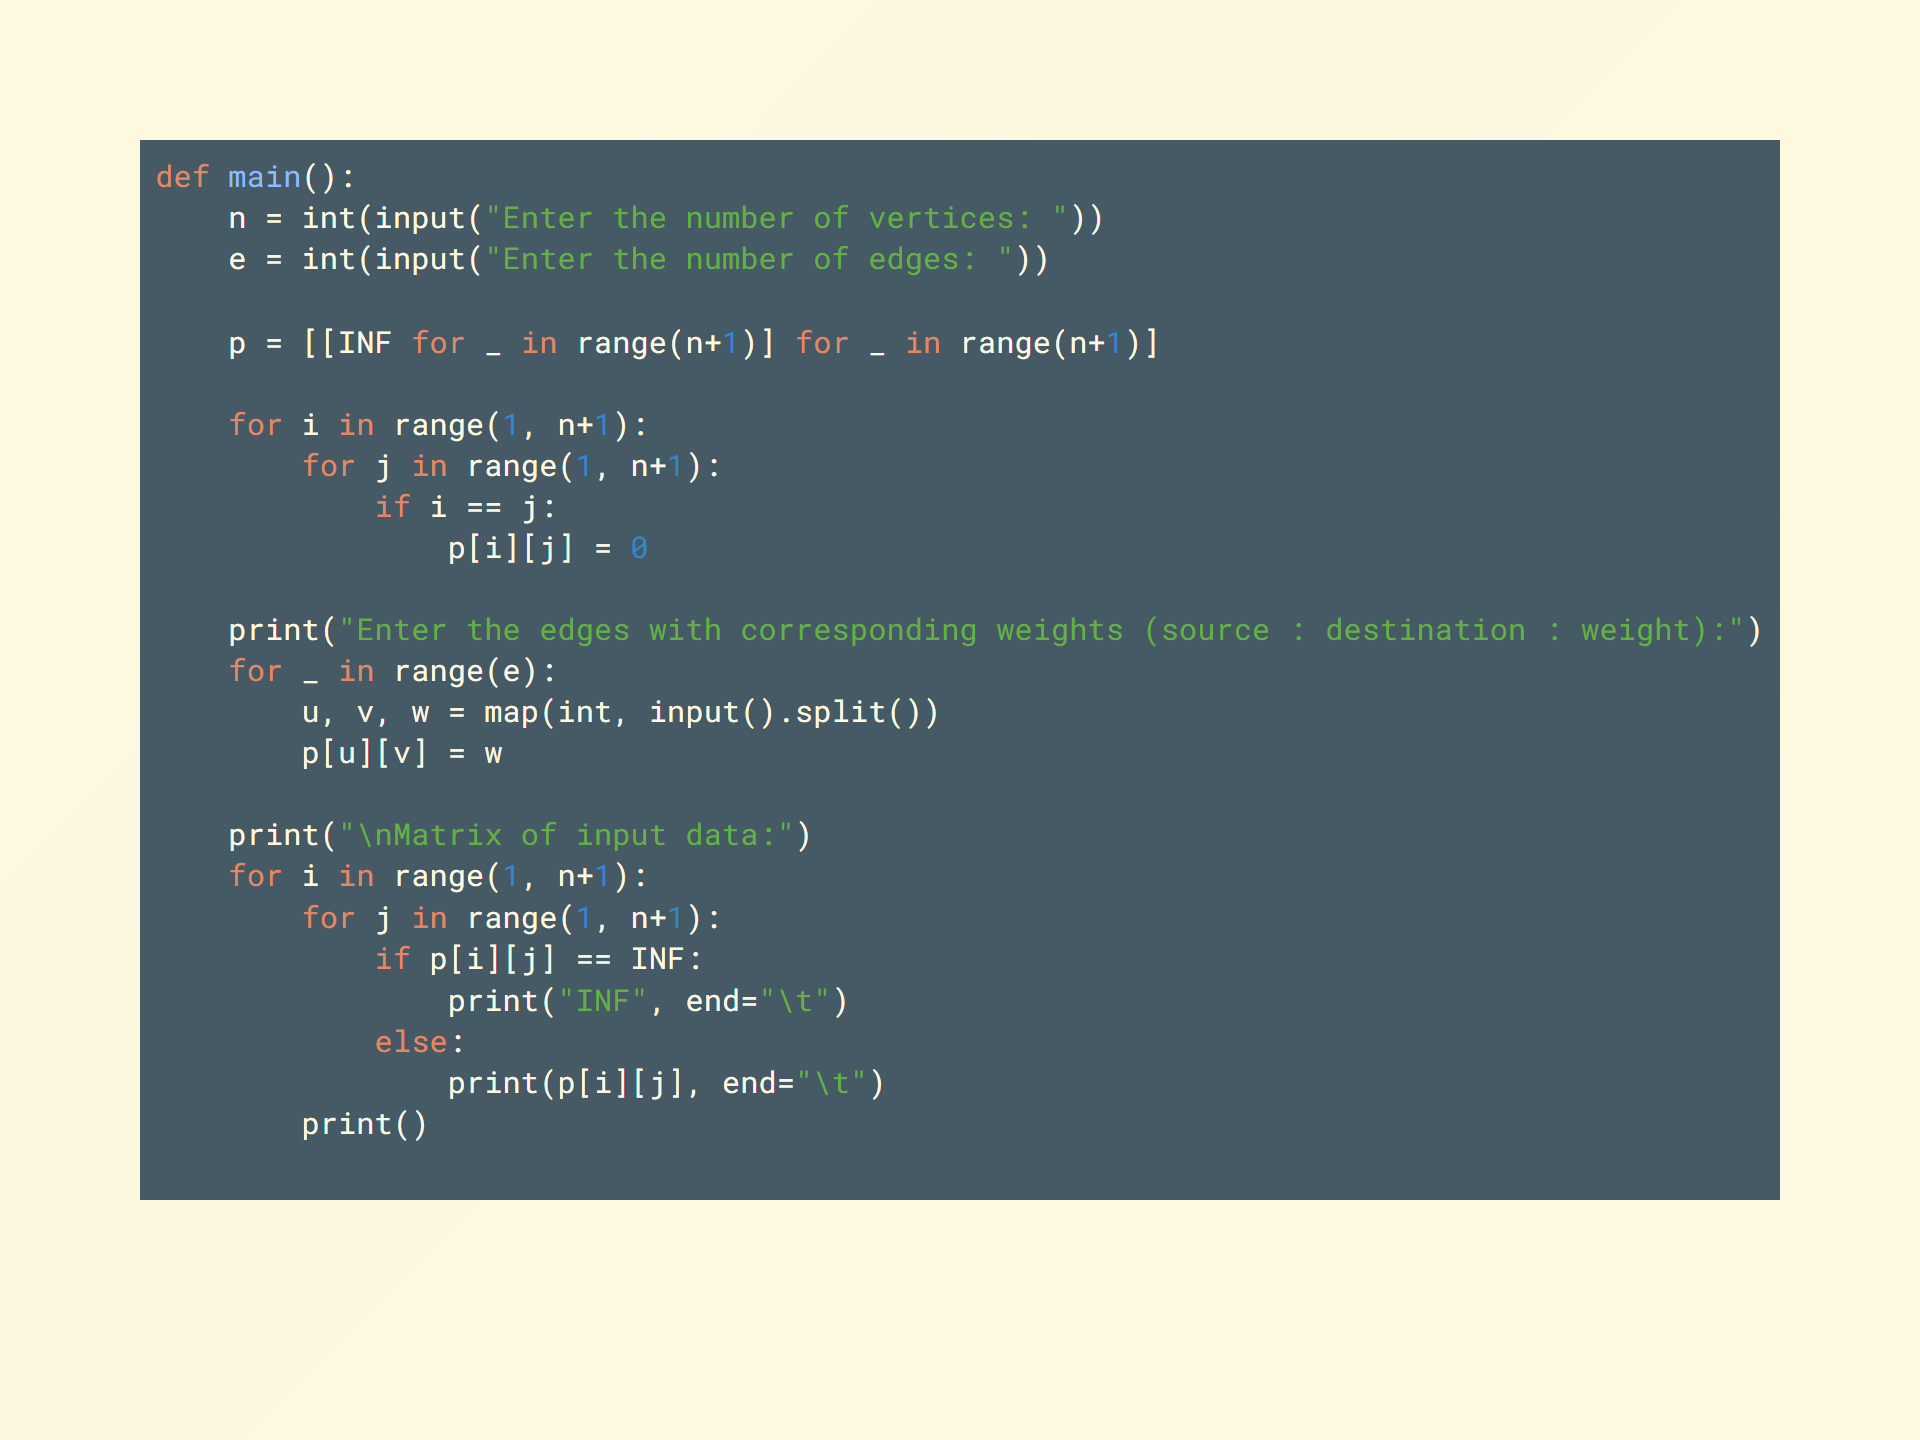 def main():
    n = int(input("Enter the number of vertices: "))
    e = int(input("Enter the number of edges: "))

    p = [[INF for _ in range(n+1)] for _ in range(n+1)]

    for i in range(1, n+1):
        for j in range(1, n+1):
            if i == j:
                p[i][j] = 0

    print("Enter the edges with corresponding weights (source : destination : weight):")
    for _ in range(e):
        u, v, w = map(int, input().split())
        p[u][v] = w

    print("\nMatrix of input data:")
    for i in range(1, n+1):
        for j in range(1, n+1):
            if p[i][j] == INF:
                print("INF", end="\t")
            else:
                print(p[i][j], end="\t")
        print()